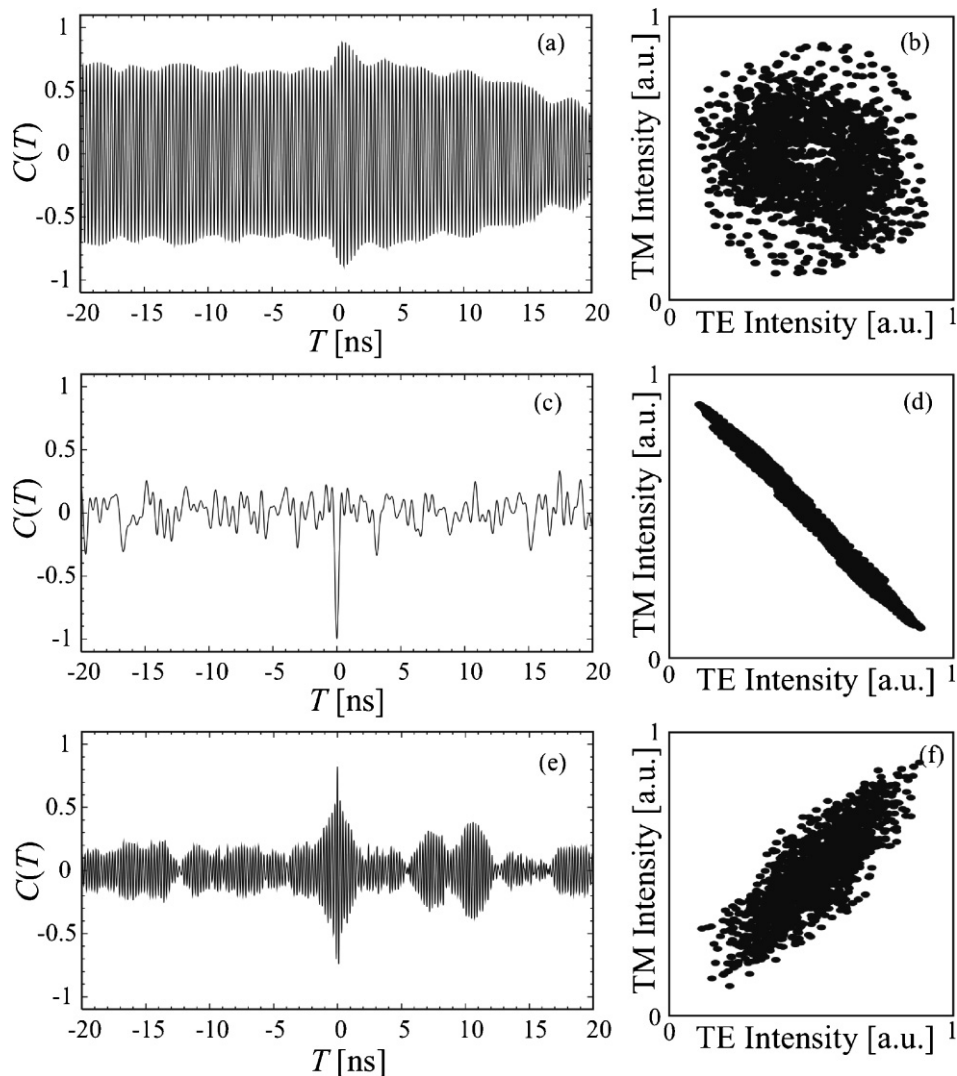 1
(a)
0.5
C(T)
0
-0.5
-1
-20 -15 -10 -5 0 5 10 15 20
T [ns]
1
(b)
TM Intensity [a.u.]
0
0 TE Intensity [a.u.] 1
1
(c)
0.5
C(T)
0
-0.5
-1
-20 -15 -10 -5 0 5 10 15 20
T [ns]
1
(d)
TM Intensity [a.u.]
0
0 TE Intensity [a.u.] 1
1
(e)
0.5
C(T)
0
-0.5
-1
-20 -15 -10 -5 0 5 10 15 20
T [ns]
1
(f)
TM Intensity [a.u.]
0
0 TE Intensity [a.u.] 1